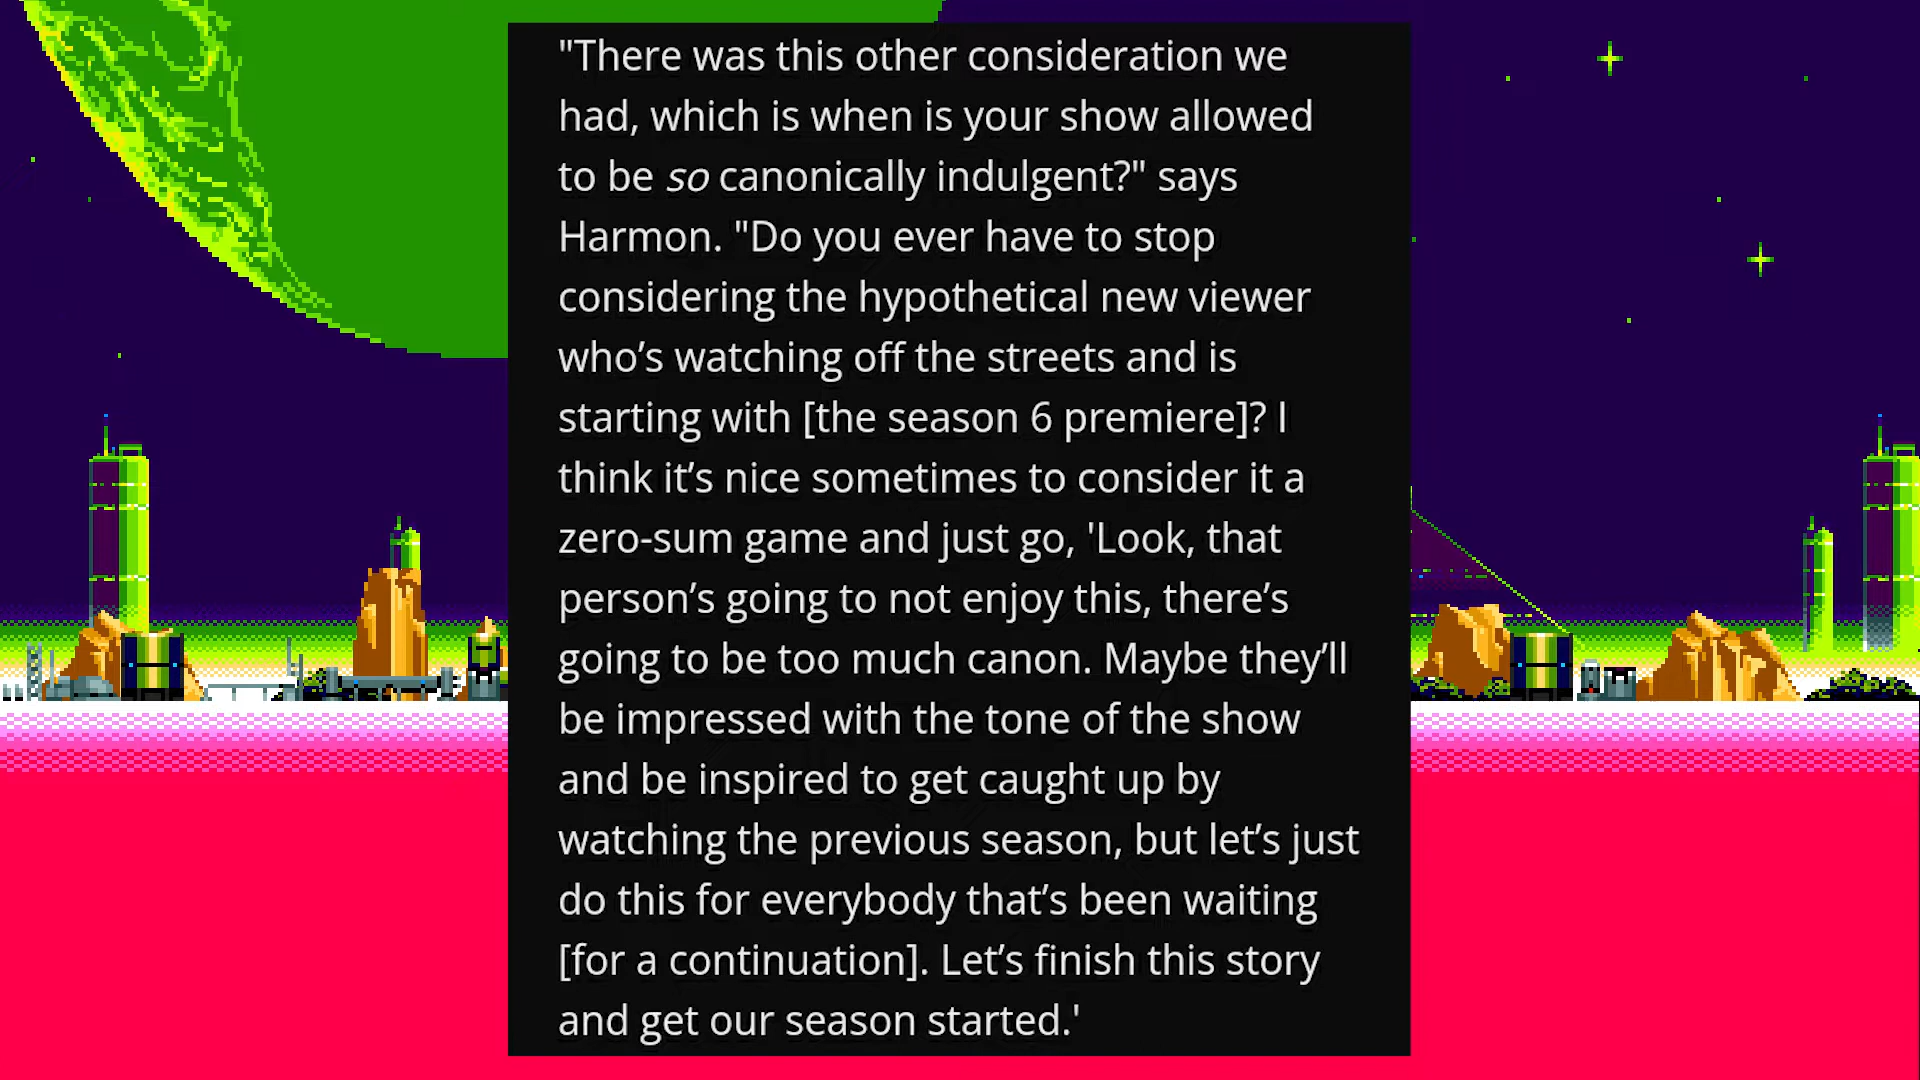 "There was this other consideration we
had, which is when is your show allowed
to be so canonically indulgent?" says
Harmon. "Do you ever have to stop
considering the hypothetical new viewer
who’s watching off the streets and is
starting with [the season 6 premiere]? I
think it’s nice sometimes to consider it a
zero-sum game and just go, 'Look, that
person’s going to not enjoy this, there’s
going to be too much canon. Maybe they’ll
be impressed with the tone of the show
and be inspired to get caught up by
watching the previous season, but let’s just
do this for everybody that’s been waiting
[for a continuation]. Let’s finish this story
and get our season started.'